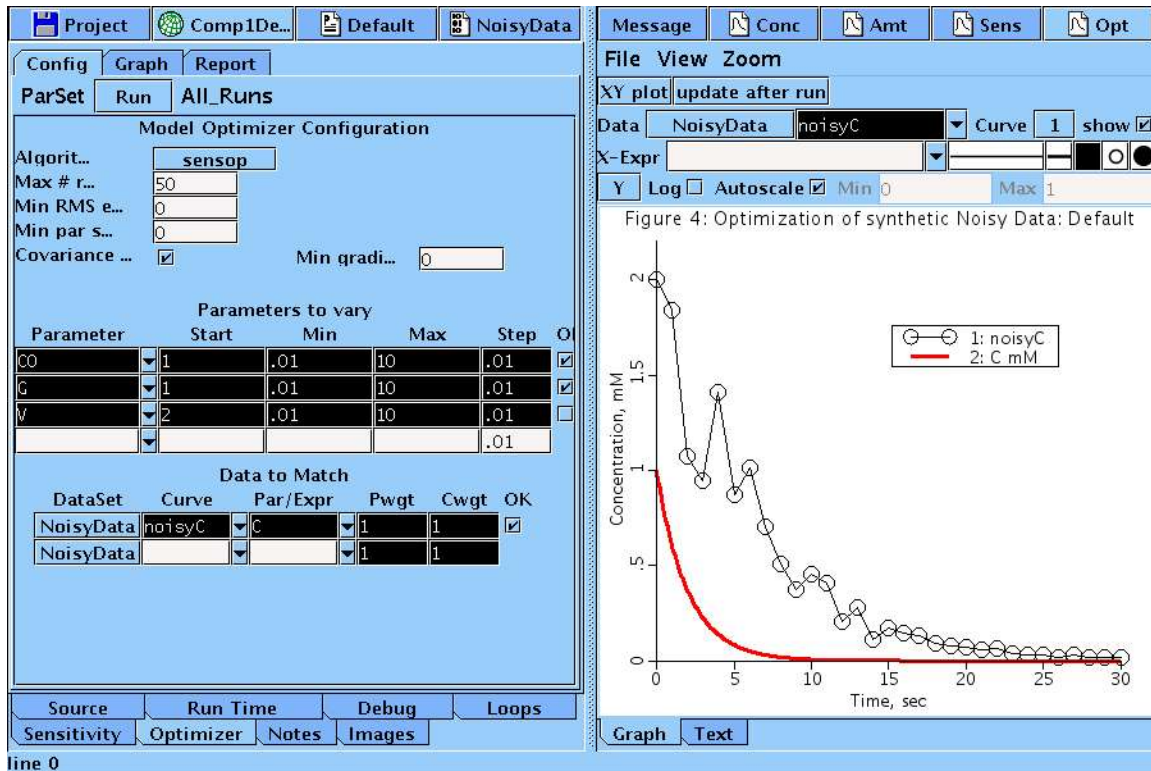 Project Comp1De... Default NoisyData
Config Graph Report
ParSet Run All_Runs
Model Optimizer Configuration
Algorit... sensop
Max # r... 50
Min RMS e... 0
Min par s... 0
Covariance ... Min gradi... 0
Parameters to vary
Parameter Start Min Max Step Ol
C0 1 .01 10 .01
G 1 .01 10 .01
V 2 .01 10 .01
.01
Data to Match
DataSet Curve Par/Expr Pwgt Cwgt OK
NoisyData noisyC C 1 1
NoisyData 1 1
Source Run Time Debug Loops
Sensitivity Optimizer Notes Images
line 0
Message Conc Amt Sens Opt
File View Zoom
XY plot update after run
Data NoisyData noisyC Curve 1 show
X-Expr
Y Log Autoscale Min 0 Max 1
Figure 4: Optimization of synthetic Noisy Data: Default
1: noisyC
2: C mM
Concentration, mM
2
1.5
1
.5
0
0 5 10 15 20 25 30
Time, sec
Graph Text